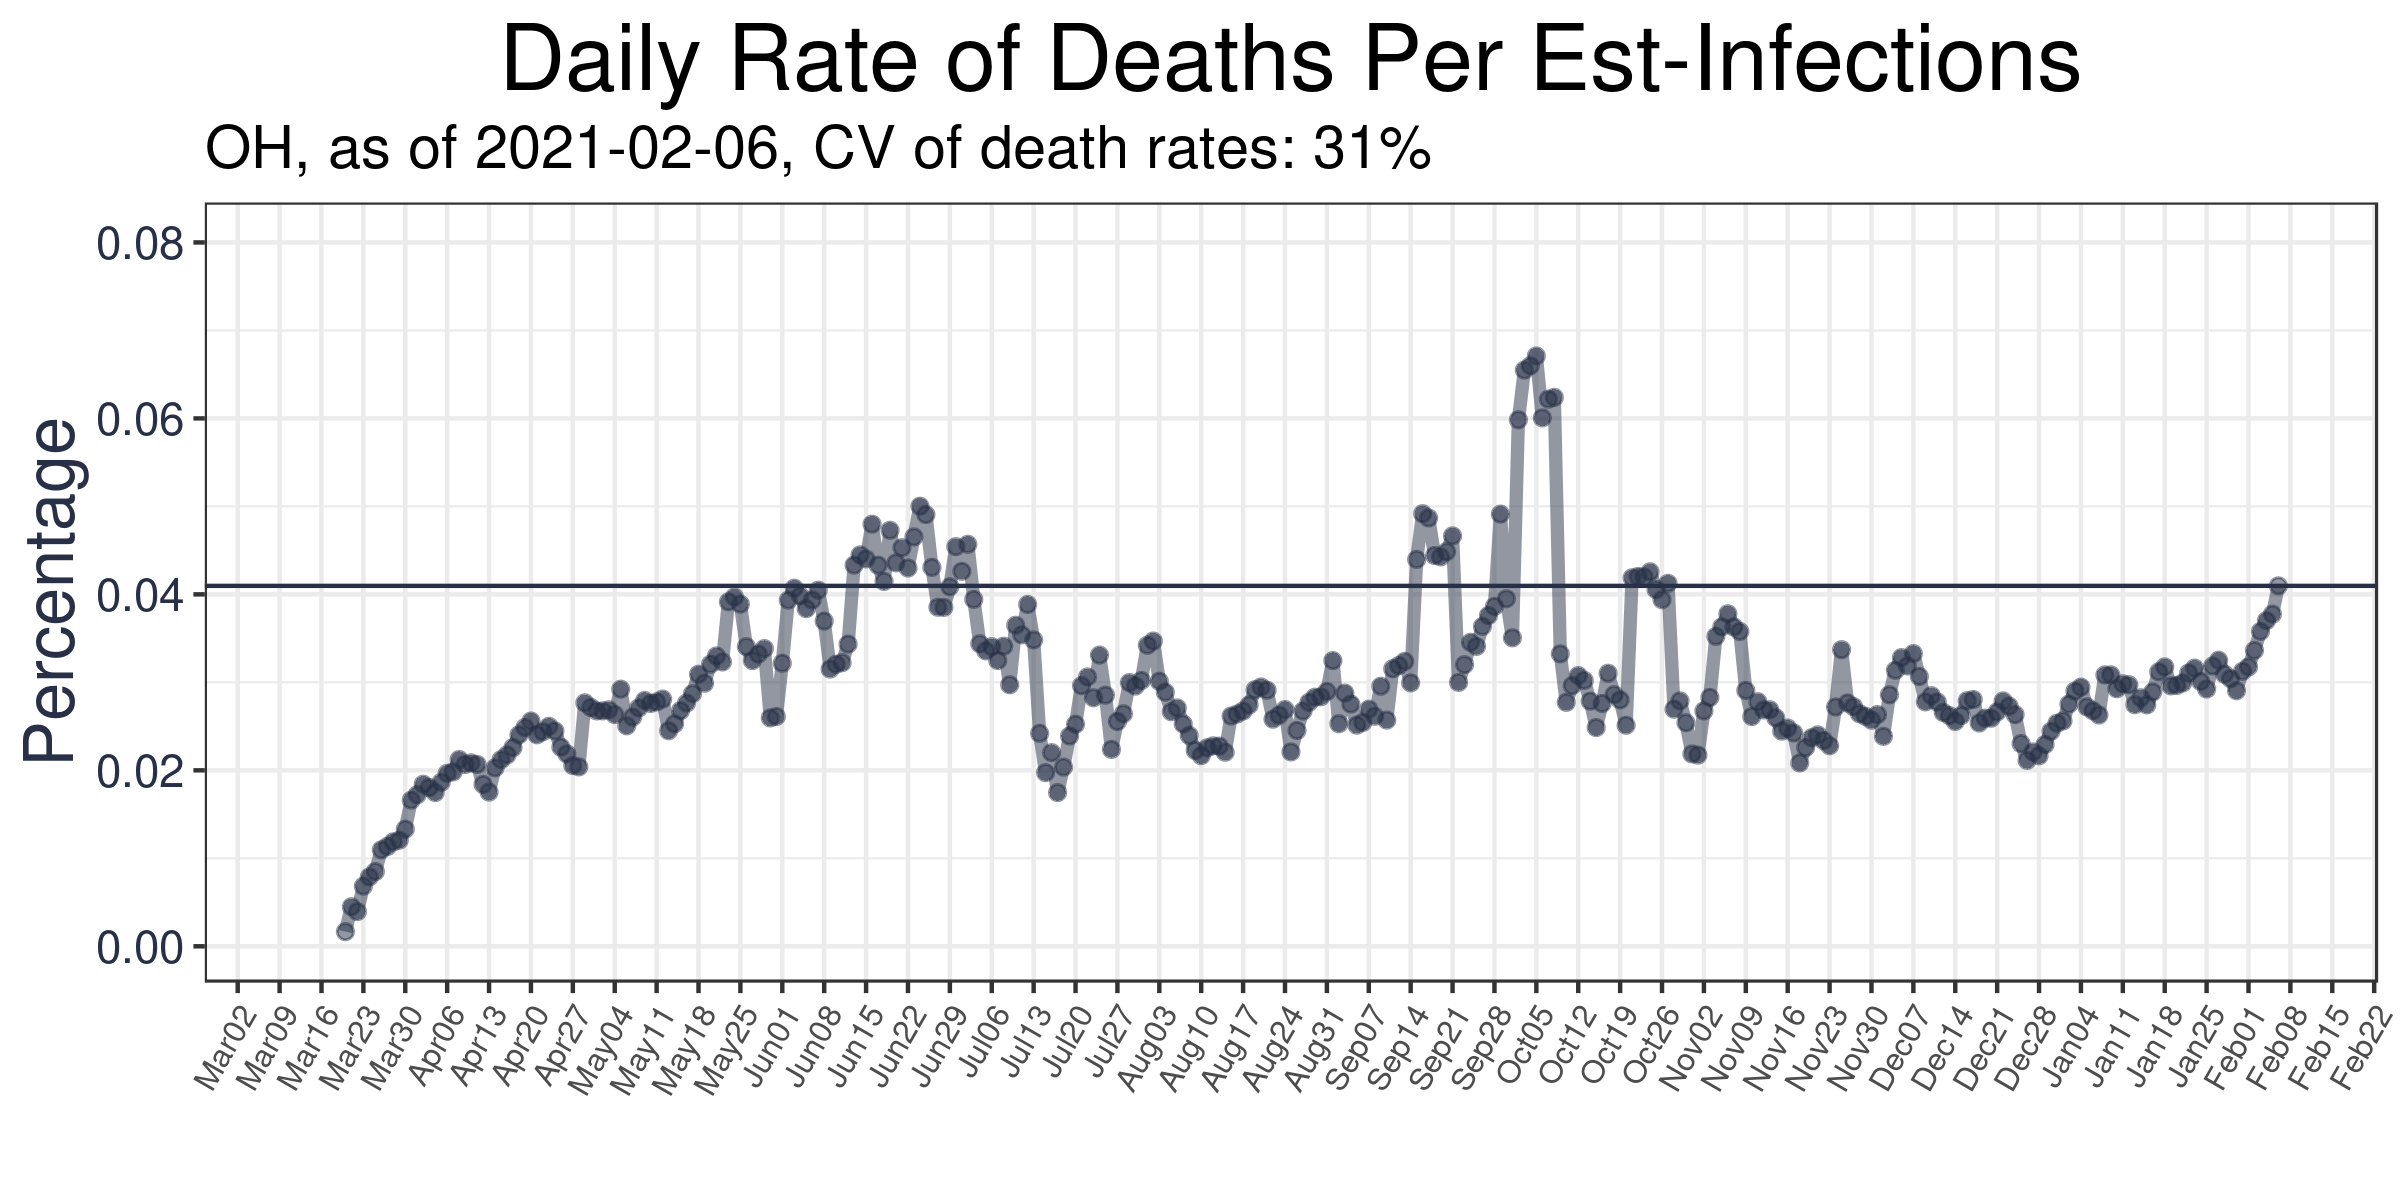 Daily Rate of Deaths Per Est-Infections
OH, as of 2021-02-06, CV of death rates: 31%
Percentage
0.08
0.06
0.04
0.02
0.00
Mar02
Mar09
Mar16
Mar23
Mar30
Apr06
Apr13
Apr20
Apr27
May04
May11
May18
May25
Jun01
Jun08
Jun15
Jun22
Jun29
Jul06
Jul13
Jul20
Jul27
Aug03
Aug10
Aug17
Aug24
Aug31
Sep07
Sep14
Sep21
Sep28
Oct05
Oct12
Oct19
Oct26
Nov02
Nov09
Nov16
Nov23
Nov30
Dec07
Dec14
Dec21
Dec28
Jan04
Jan11
Jan18
Jan25
Feb01
Feb08
Feb15
Feb22